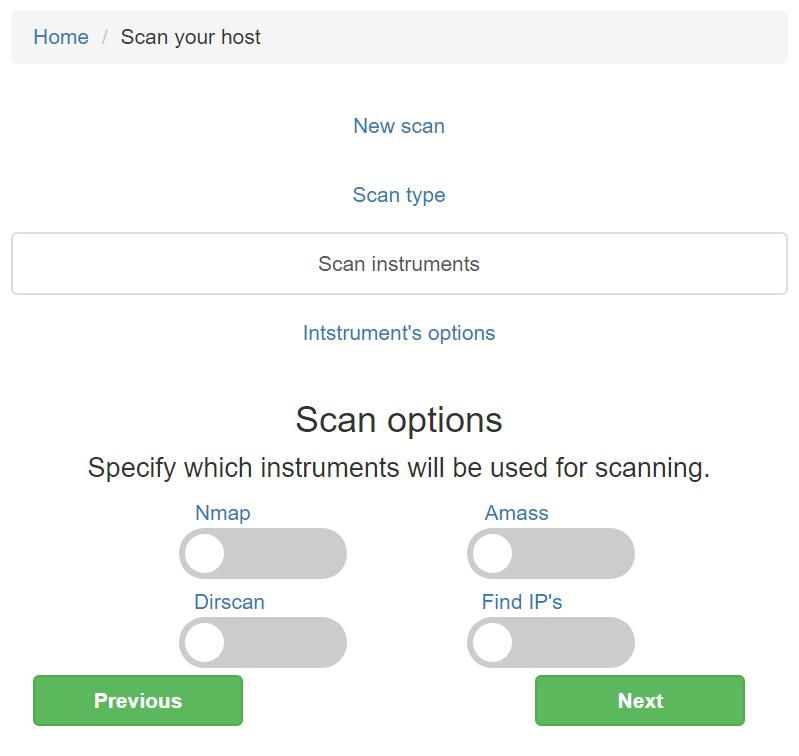 Home / Scan your host
New scan
Scan type
Scan instruments
Intstrument's options
Scan options
Specify which instruments will be used for scanning.
Nmap Amass
Dirscan Find IP's
Previous Next